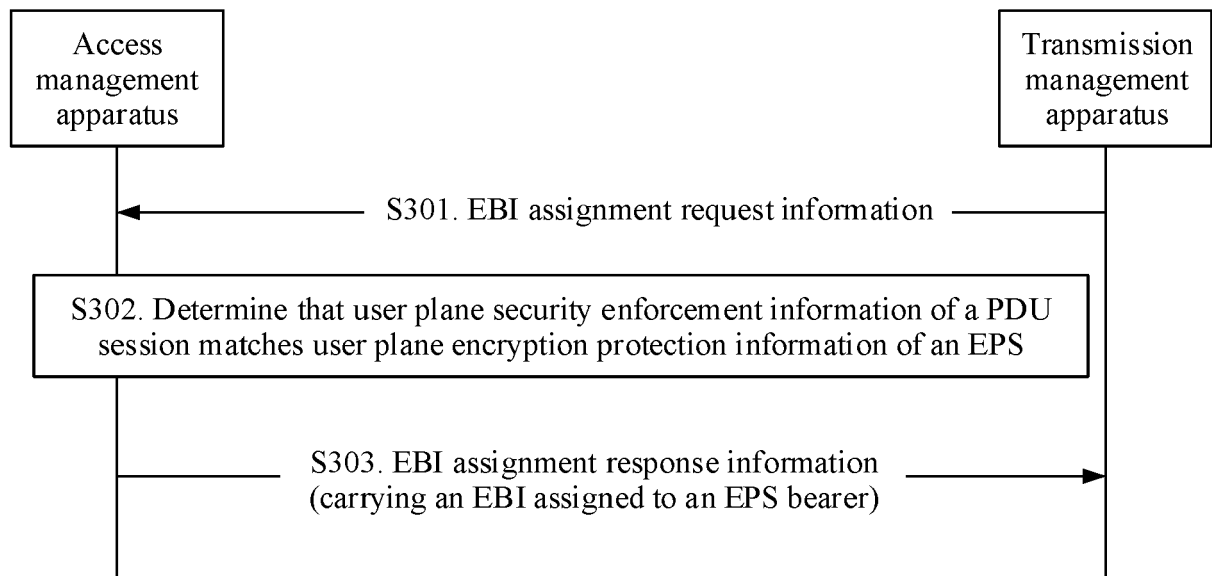 Access
management
apparatus
Transmission
management
apparatus
S301. EBI assignment request information
S302. Determine that user plane security enforcement information of a PDU
session matches user plane encryption protection information of an EPS
S303. EBI assignment response information
(carrying an EBI assigned to an EPS bearer)